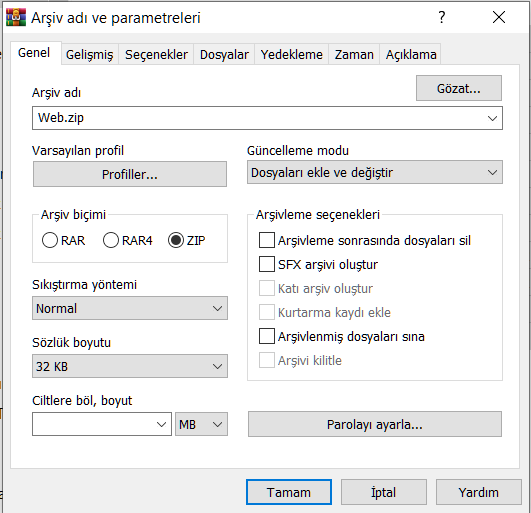 Arşiv adı ve parametreleri
Genel Gelişmiş Seçenekler Dosyalar Yedekleme Zaman Açıklama
Arşiv adı
Gözat...
Web.zip
Varsayılan profil
Profiller...
Güncelleme modu
Dosyaları ekle ve değiştir
Arşiv biçimi
RAR RAR4 ZIP
Sıkıştırma yöntemi
Normal
Sözlük boyutu
32 KB
Ciltlere böl, boyut
MB
Arşivleme seçenekleri
Arşivleme sonrasında dosyaları sil
SFX arşivi oluştur
Katı arşiv oluştur
Kurtarma kaydı ekle
Arşivlenmiş dosyaları sına
Arşivi kilitle
Parolayı ayarla...
Tamam İptal Yardım